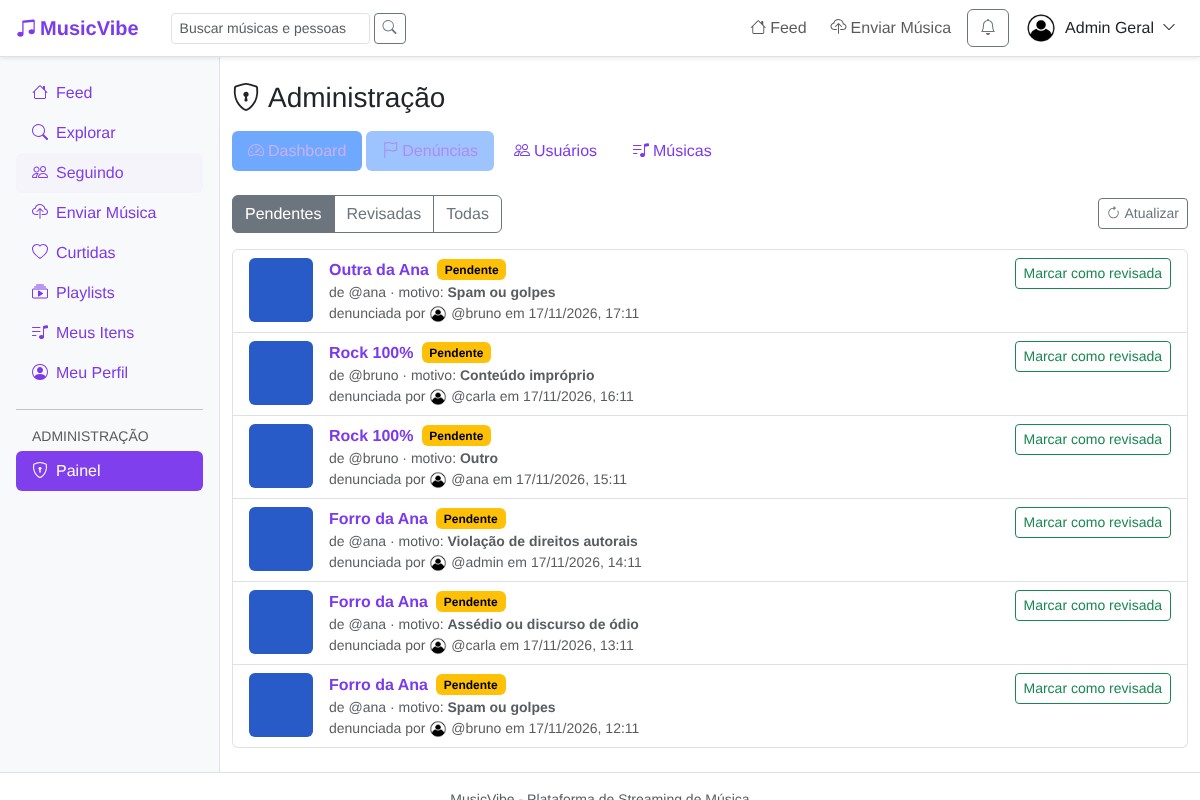 MusicVibe
Buscar músicas e pessoas
Feed
Enviar Música
Admin Geral
Feed
Explorar
Seguindo
Enviar Música
Curtidas
Playlists
Meus Itens
Meu Perfil
ADMINISTRAÇÃO
Painel
Administração
Dashboard
Denúncias
Usuários
Músicas
Pendentes
Revisadas
Todas
Atualizar
Outra da Ana Pendente
Marcar como revisada
de @ana · motivo: Spam ou golpes
denunciada por @bruno em 17/11/2026, 17:11
Rock 100% Pendente
Marcar como revisada
de @bruno · motivo: Conteúdo impróprio
denunciada por @carla em 17/11/2026, 16:11
Rock 100% Pendente
Marcar como revisada
de @bruno · motivo: Outro
denunciada por @ana em 17/11/2026, 15:11
Forro da Ana Pendente
Marcar como revisada
de @ana · motivo: Violação de direitos autorais
denunciada por @admin em 17/11/2026, 14:11
Forro da Ana Pendente
Marcar como revisada
de @ana · motivo: Assédio ou discurso de ódio
denunciada por @carla em 17/11/2026, 13:11
Forro da Ana Pendente
Marcar como revisada
de @ana · motivo: Spam ou golpes
denunciada por @bruno em 17/11/2026, 12:11
MusicVibe - Plataforma de Streaming de Música